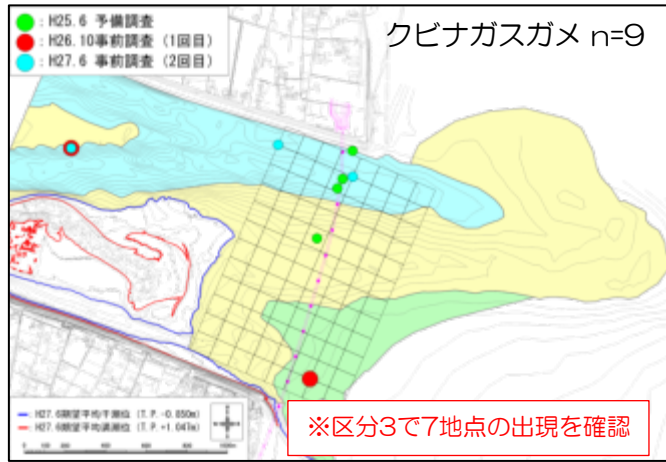 : H25.6 予備調査
: H26.10事前調査 (1回目)
: H27.6 事前調査 (2回目)
クビナガスガメ n=9
H27.6朔望平均干潮位 (T.P.-0.850m)
H27.6朔望平均満潮位 (T.P.+1.047m)
※区分3で7地点の出現を確認